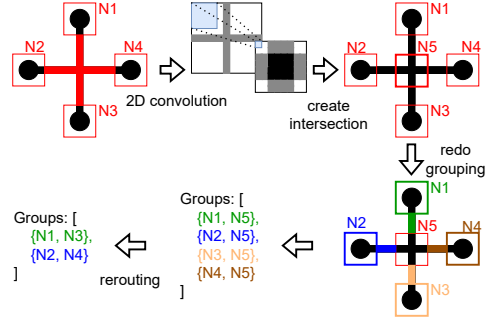 N1
N2
N4
N3
2D convolution
create
intersection
N1
N2
N5
N4
N3
redo
grouping
N1
N2
N5
N4
N3
Groups: [
{N1, N5},
{N2, N5},
{N3, N5},
{N4, N5}
]
rerouting
Groups: [
{N1, N3},
{N2, N4}
]